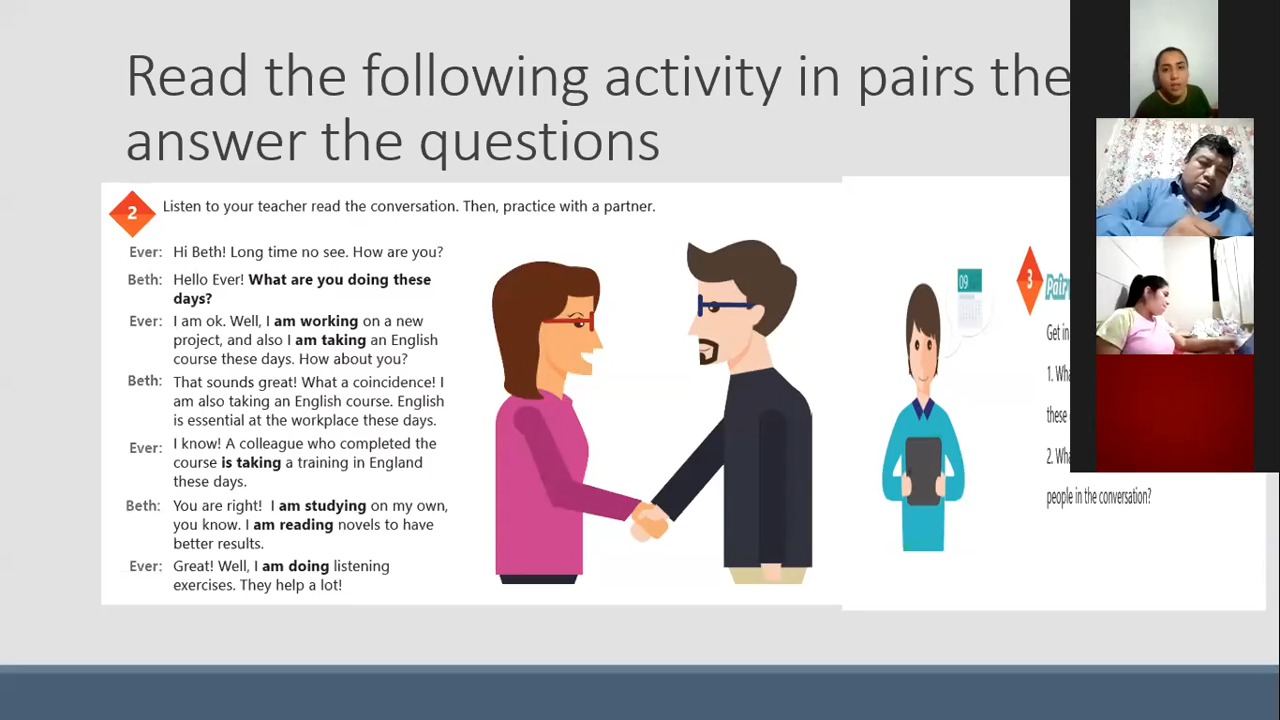 Read the following activity in pairs the
answer the questions
2
Listen to your teacher read the conversation. Then, practice with a partner.
Ever: Hi Beth! Long time no see. How are you?
Beth: Hello Ever! What are you doing these
days?
Ever: I am ok. Well, I am working on a new
project, and also I am taking an English
course these days. How about you?
Beth: That sounds great! What a coincidence! I
am also taking an English course. English
is essential at the workplace these days.
Ever: I know! A colleague who completed the
course is taking a training in England
these days.
Beth: You are right! I am studying on my own,
you know. I am reading novels to have
better results.
Ever: Great! Well, I am doing listening
exercises. They help a lot!
09
3
Pair
Get in
1. Wha
these
2. Wha
people in the conversation?